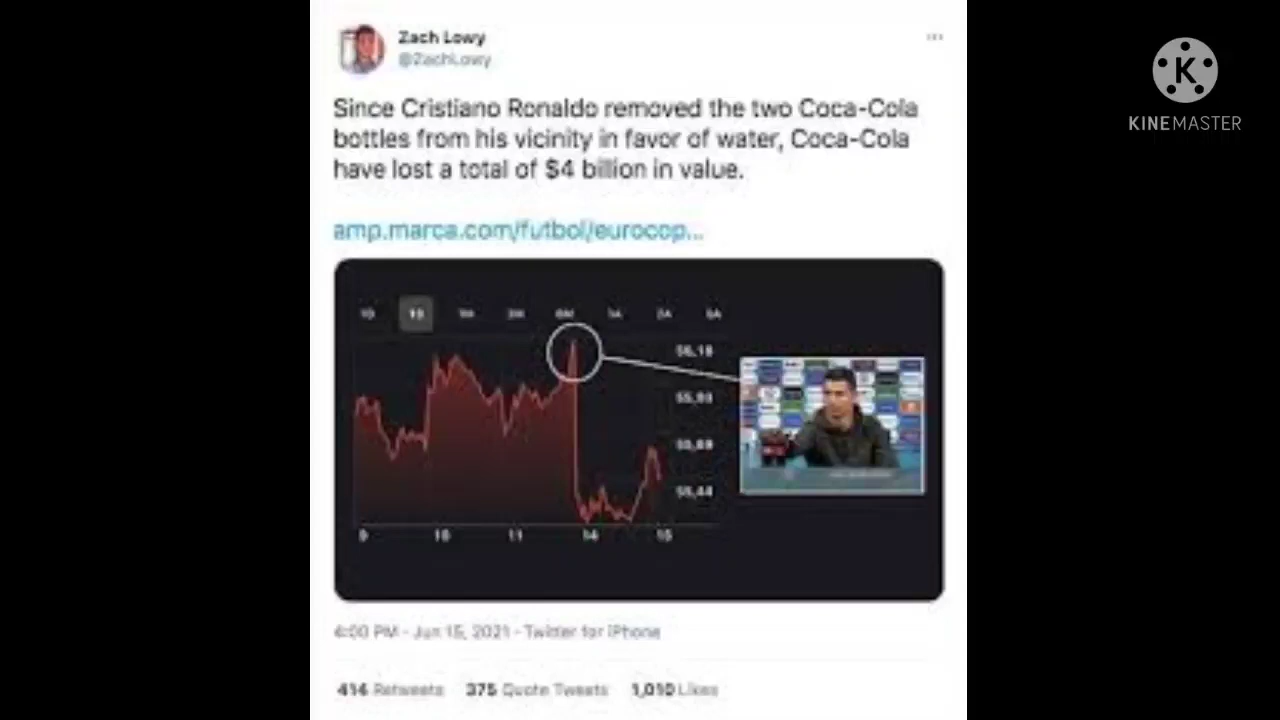 Zach Lowy
@ZachLowy
Since Cristiano Ronaldo removed the two Coca-Cola
bottles from his vicinity in favor of water, Coca-Cola
have lost a total of $4 billion in value.
amp.marca.com/futbol/eurocop...
56,18
55,93
55,69
55,44
9 10 11 14 15
4:00 PM - Jun 15, 2021 - Twitter for iPhone
414 Retweets 375 Quote Tweets 1,010 Likes
K
KINEMASTER